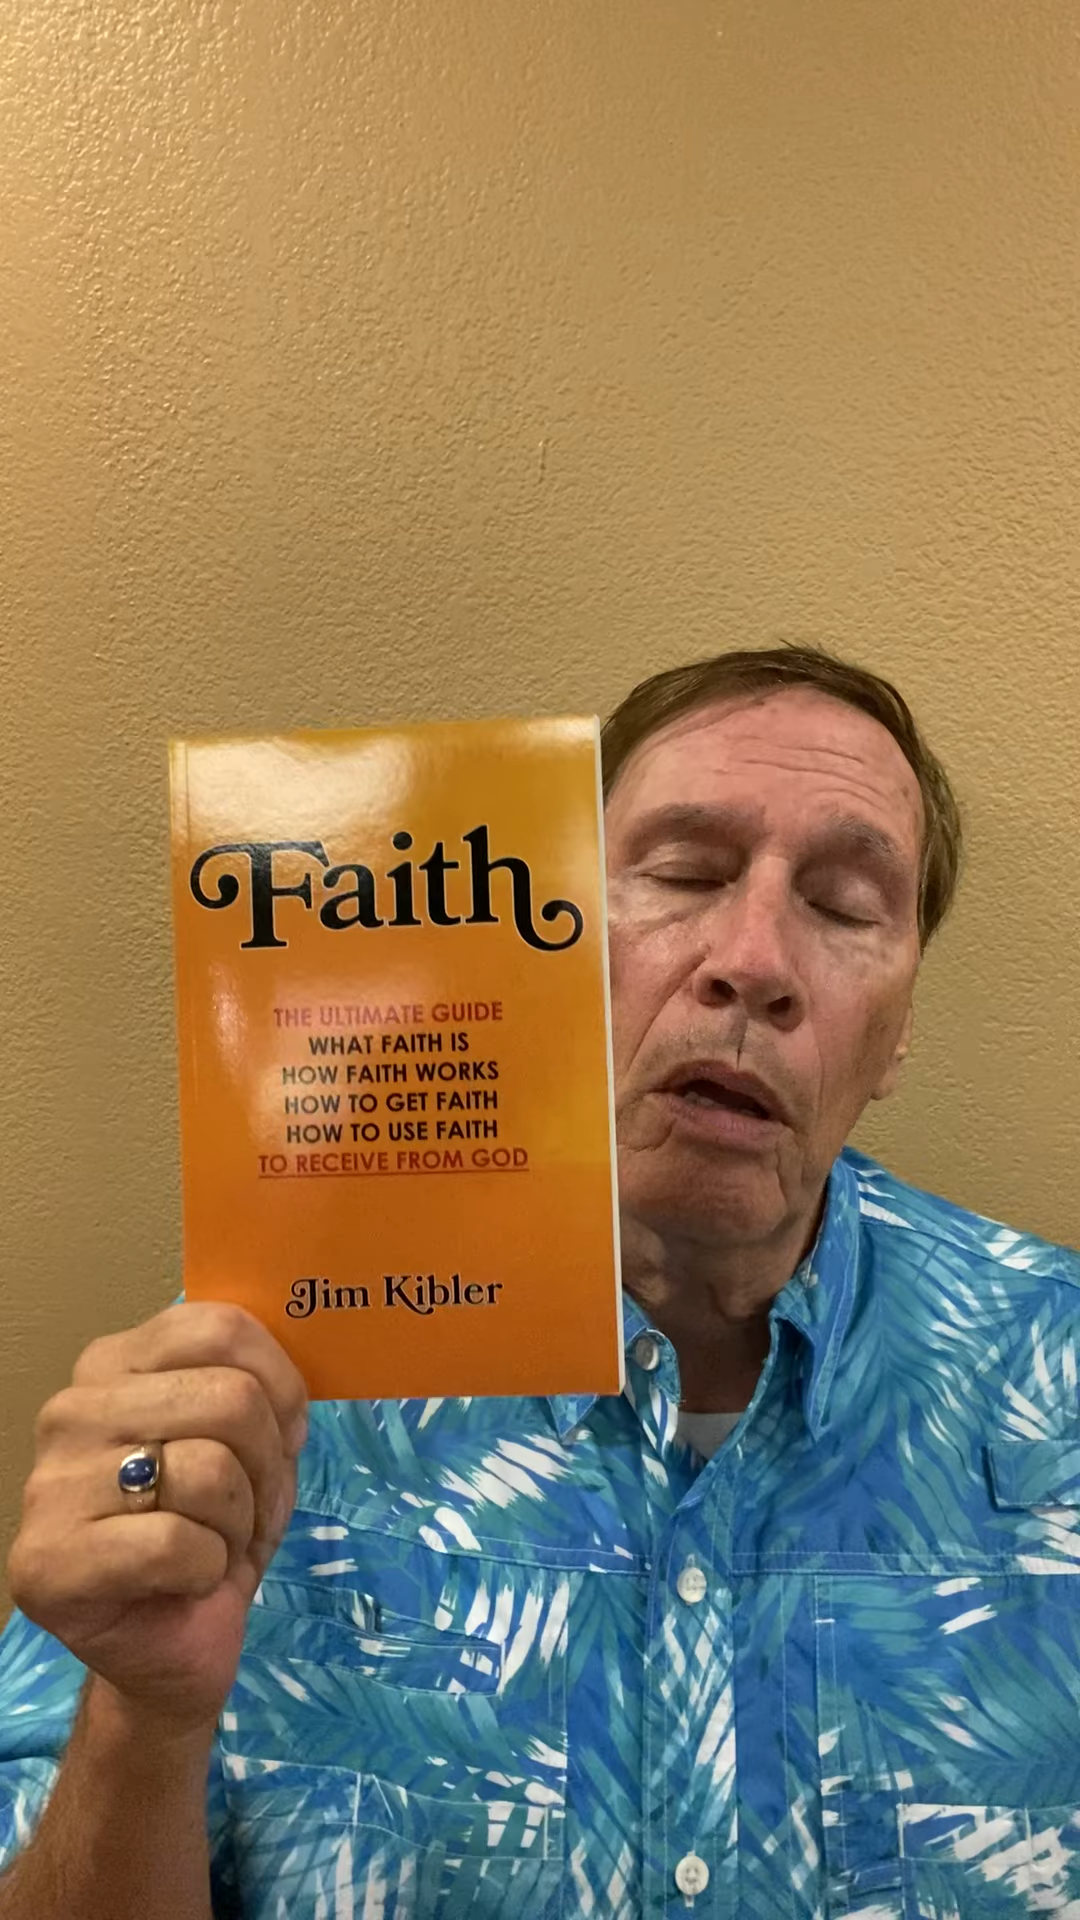 Faith
THE ULTIMATE GUIDE
WHAT FAITH IS
HOW FAITH WORKS
HOW TO GET FAITH
HOW TO USE FAITH
TO RECEIVE FROM GOD
Jim Kibler